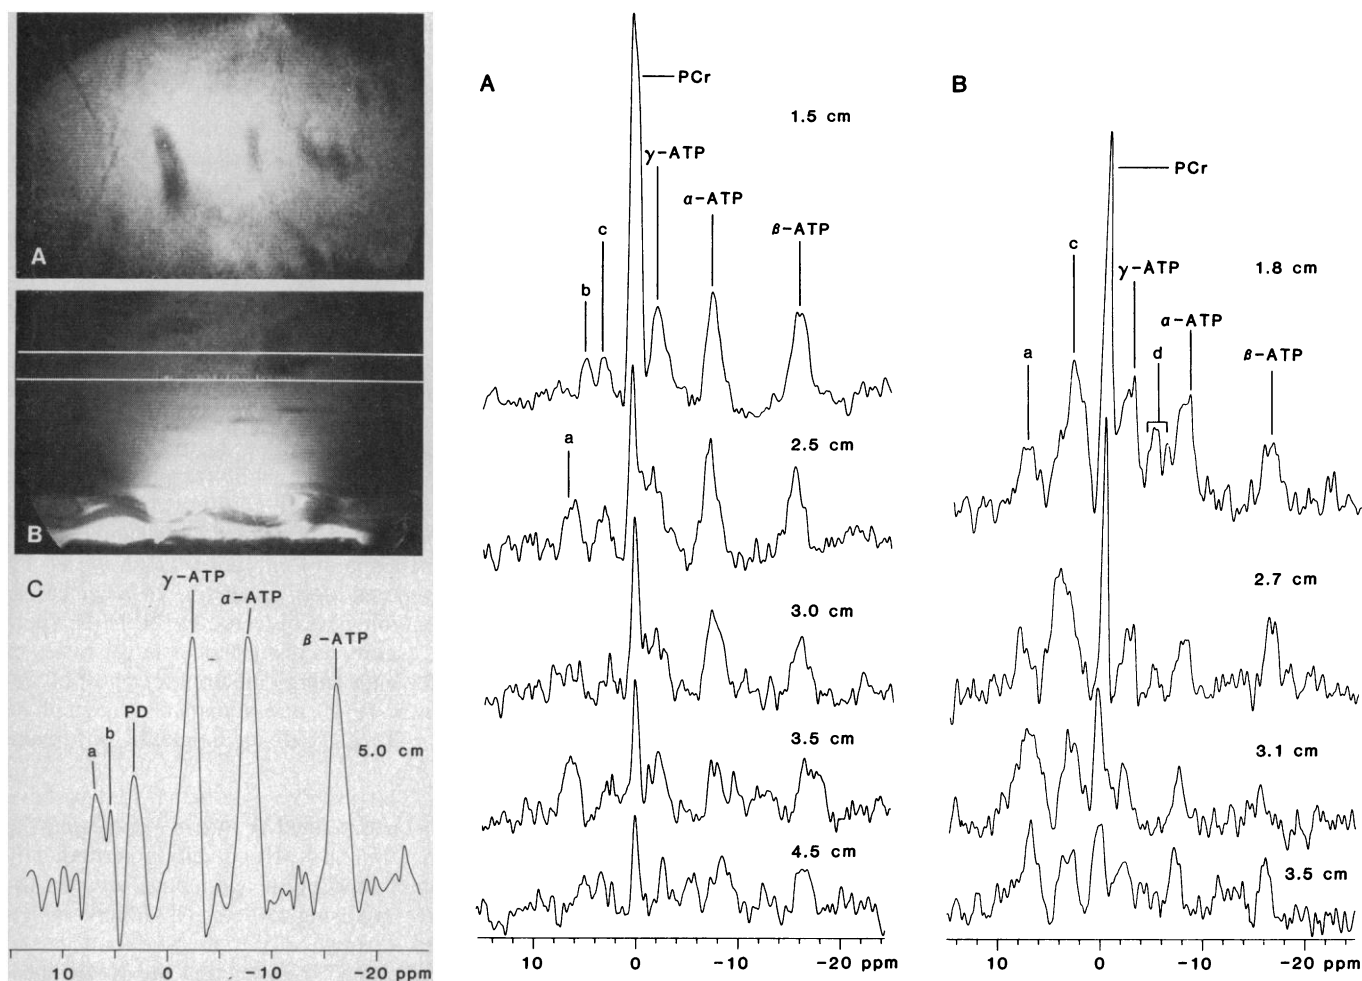 A
B
C
γ-ATP
α-ATP
β-ATP
PD
a
b
5.0 cm
10 0 -10 -20 ppm
A
PCr
1.5 cm
γ-ATP
α-ATP
β-ATP
c
b
a
2.5 cm
3.0 cm
3.5 cm
4.5 cm
10 0 -10 -20 ppm
B
PCr
c
γ-ATP
1.8 cm
α-ATP
a
d
β-ATP
2.7 cm
3.1 cm
3.5 cm
10 0 -10 -20 ppm